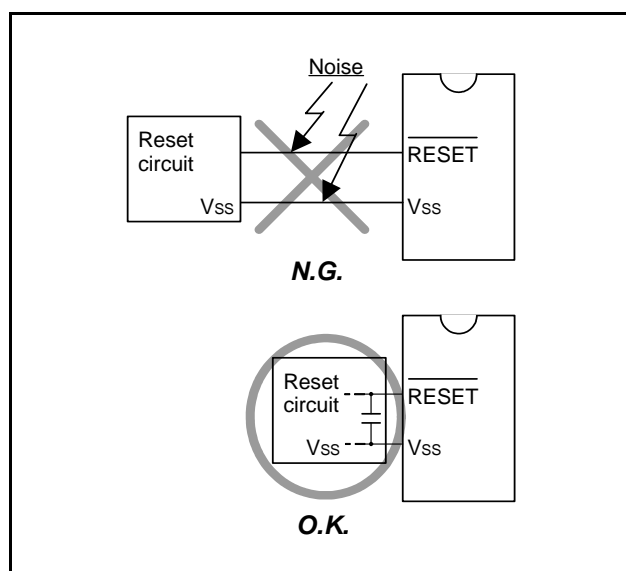 Noise
Reset
circuit
RESET
Vss
Vss
N.G.
Reset
circuit
RESET
Vss
Vss
O.K.